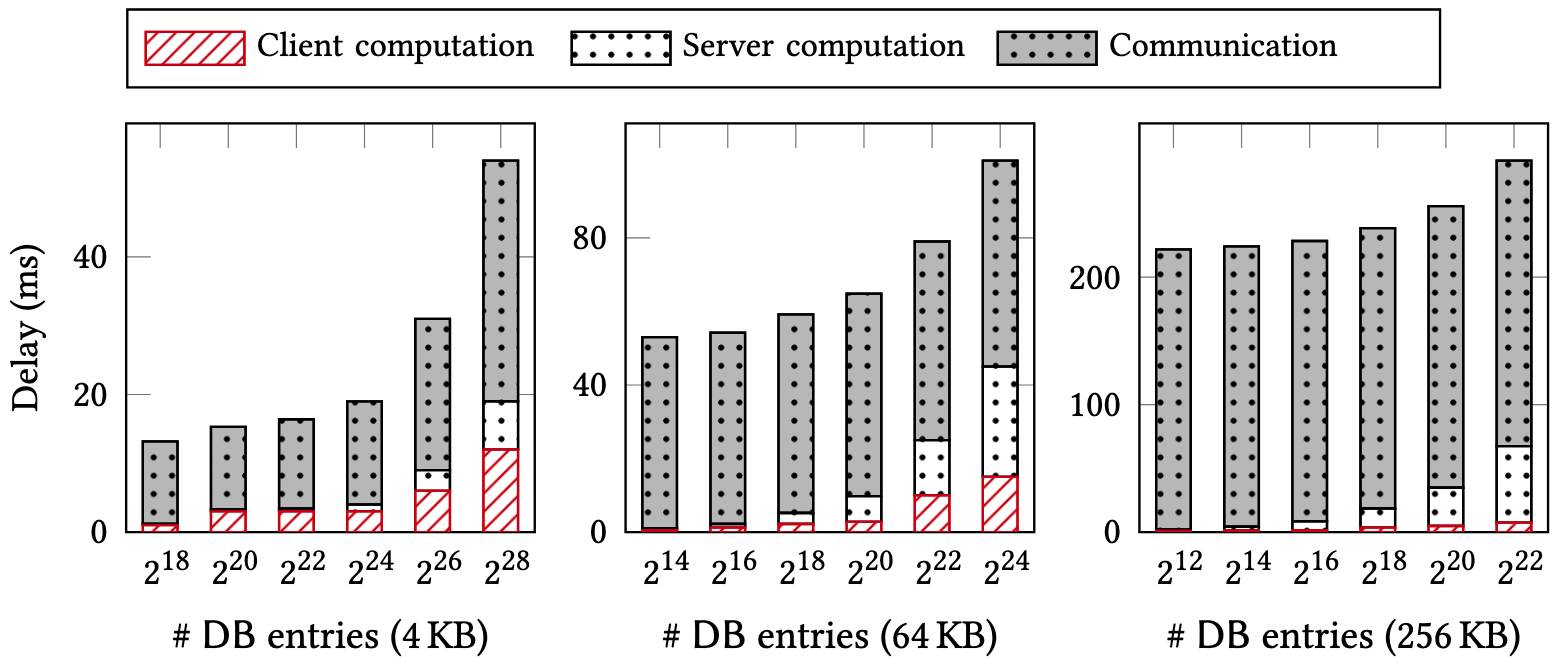 Client computation Server computation Communication
Delay (ms)
40
20
0
2^18 2^20 2^22 2^24 2^26 2^28
# DB entries (4 KB)
80
40
0
2^14 2^16 2^18 2^20 2^22 2^24
# DB entries (64 KB)
200
100
0
2^12 2^14 2^16 2^18 2^20 2^22
# DB entries (256 KB)